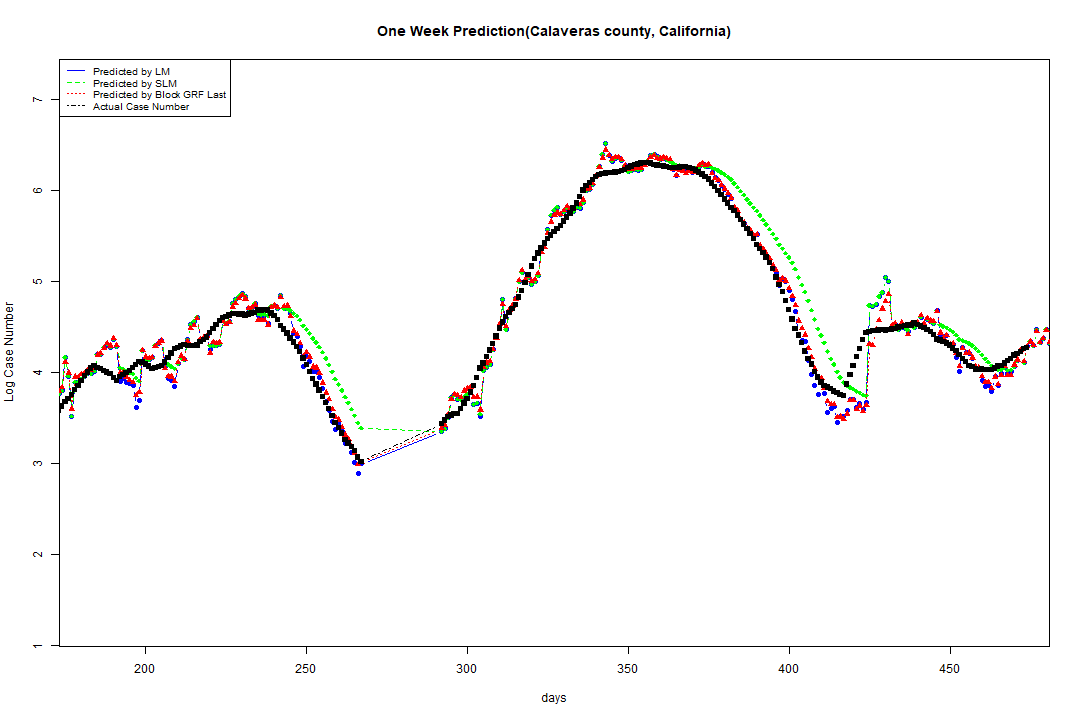 One Week Prediction(Calaveras county, California)
Predicted by LM
Predicted by SLM
Predicted by Block GRF Last
Actual Case Number
7
6
5
4
3
2
1
Log Case Number
200 250 300 350 400 450
days